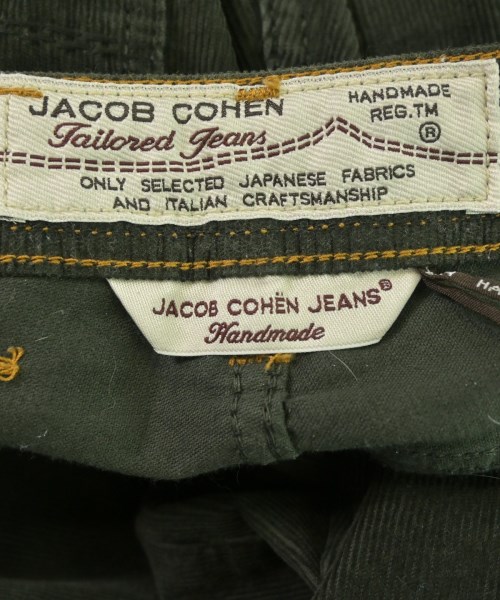 JACOB COHEN
Tailored Jeans
HANDMADE
REG.TM
®
ONLY SELECTED JAPANESE FABRICS
AND ITALIAN CRAFTSMANSHIP
JACOB COHËN JEANS®
Handmade